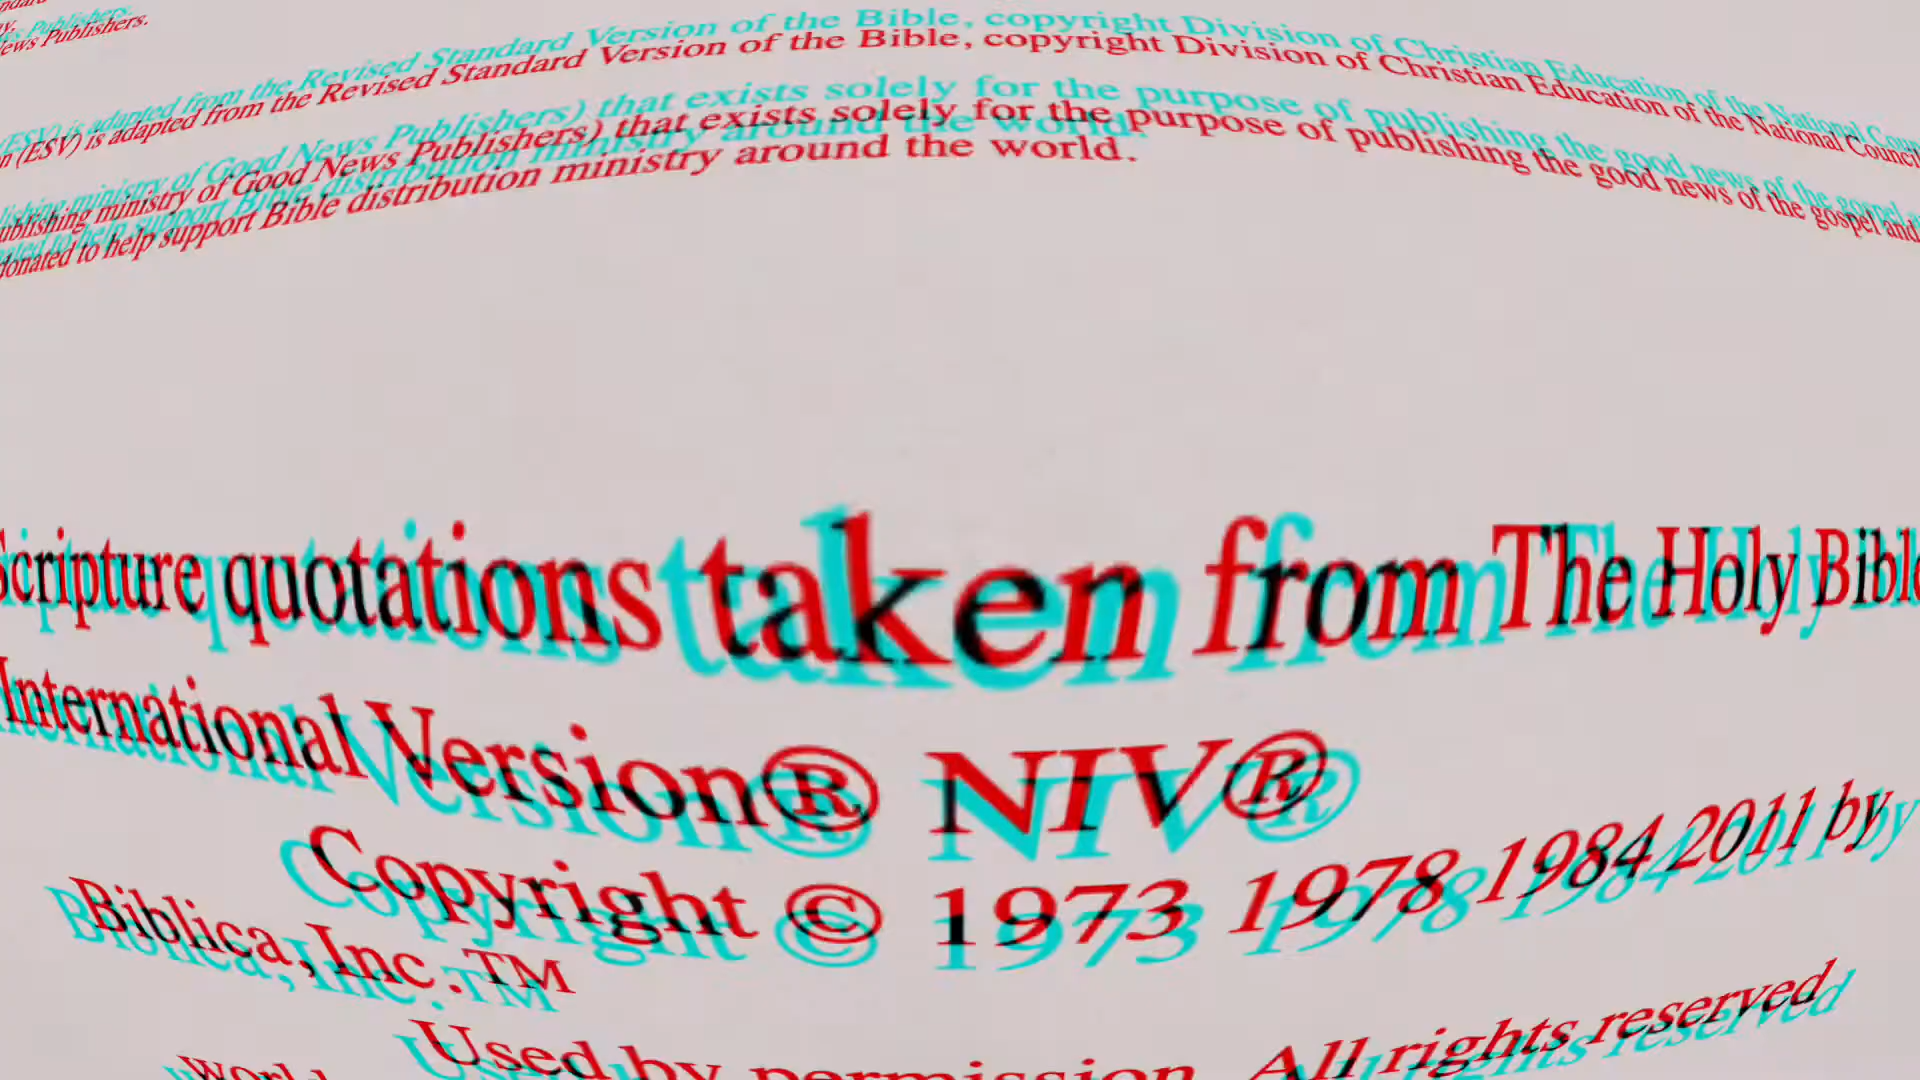 News Publishers.
n (ESV) is adapted from the Revised Standard Version of the Bible, copyright Division of Christian Education of the National Council
ublishing ministry of Good News Publishers) that exists solely for the purpose of publishing the good news of the gospel and
donated to help support Bible distribution ministry around the world.
Scripture quotations taken from The Holy Bible
International Version® NIV®
Copyright © 1973 1978 1984 2011 by
Biblica, Inc.TM
Used by permission All rights reserved
world